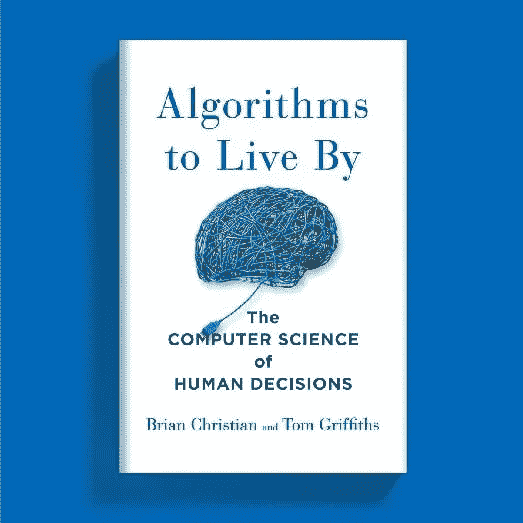 Algorithms
to Live By
The
COMPUTER SCIENCE
of
HUMAN DECISIONS
Brian Christian and Tom Griffiths